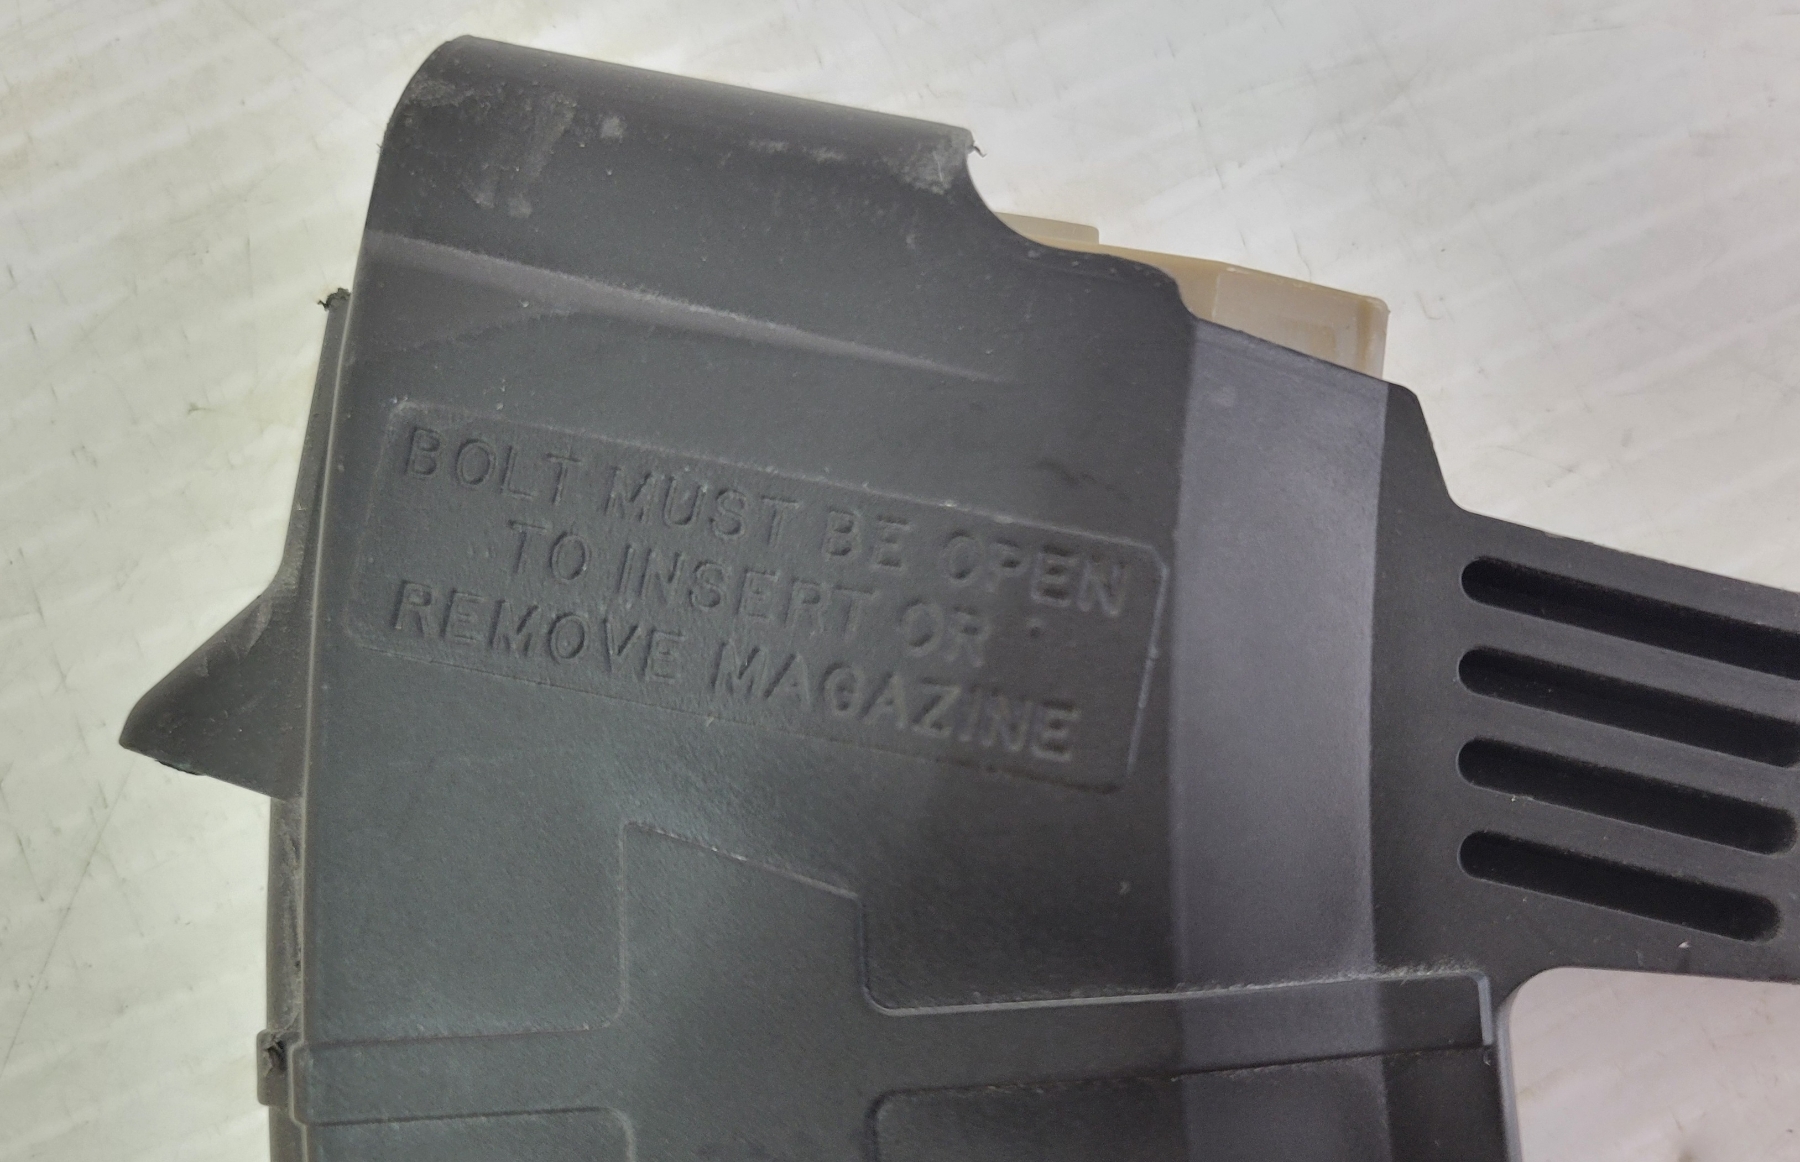 BOLT MUST BE OPEN
TO INSERT OR
REMOVE MAGAZINE